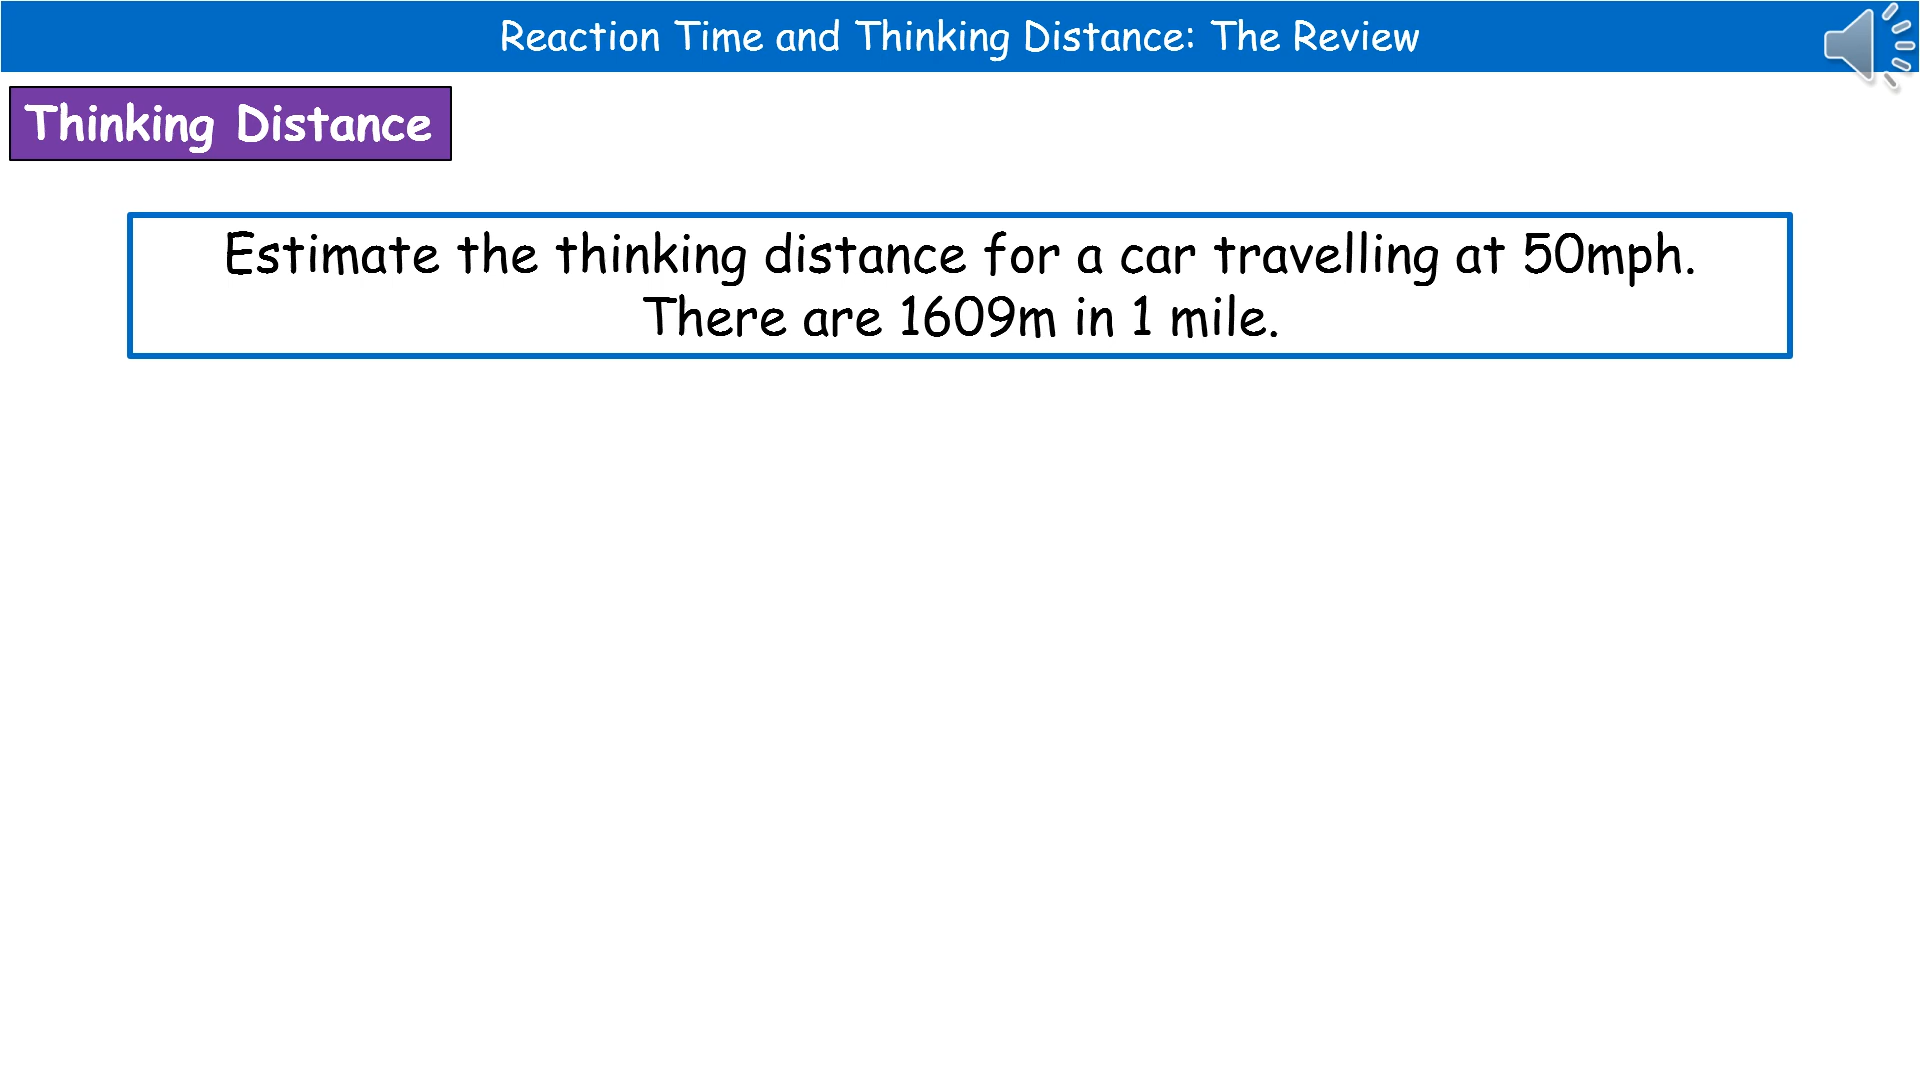 Reaction Time and Thinking Distance: The Review
Thinking Distance
Estimate the thinking distance for a car travelling at 50mph.
There are 1609m in 1 mile.